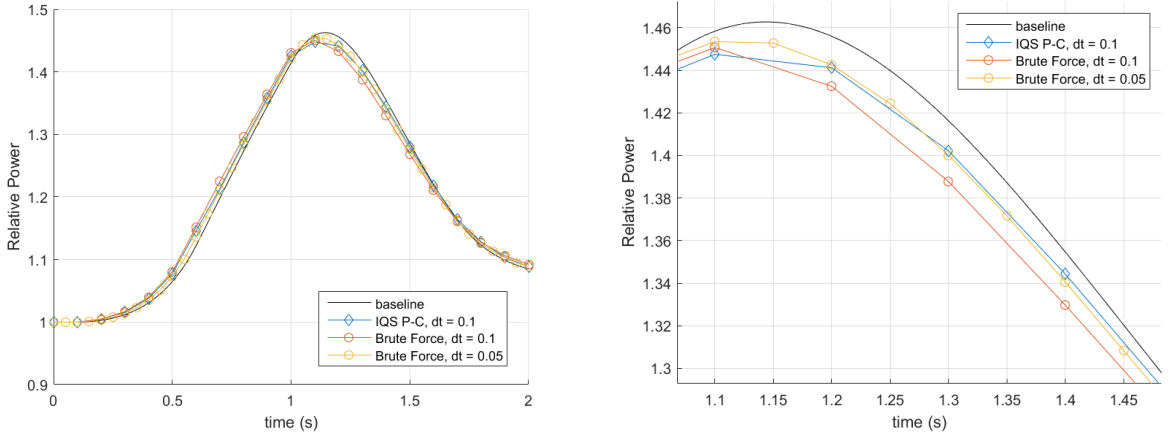 1.5
1.4
1.3
1.2
1.1
1
0.9
Relative Power
0
0.5
1
1.5
2
time (s)
baseline
IQS P-C, dt = 0.1
Brute Force, dt = 0.1
Brute Force, dt = 0.05
1.46
1.44
1.42
1.4
1.38
1.36
1.34
1.32
1.3
Relative Power
1.1
1.15
1.2
1.25
1.3
1.35
1.4
1.45
time (s)
baseline
IQS P-C, dt = 0.1
Brute Force, dt = 0.1
Brute Force, dt = 0.05